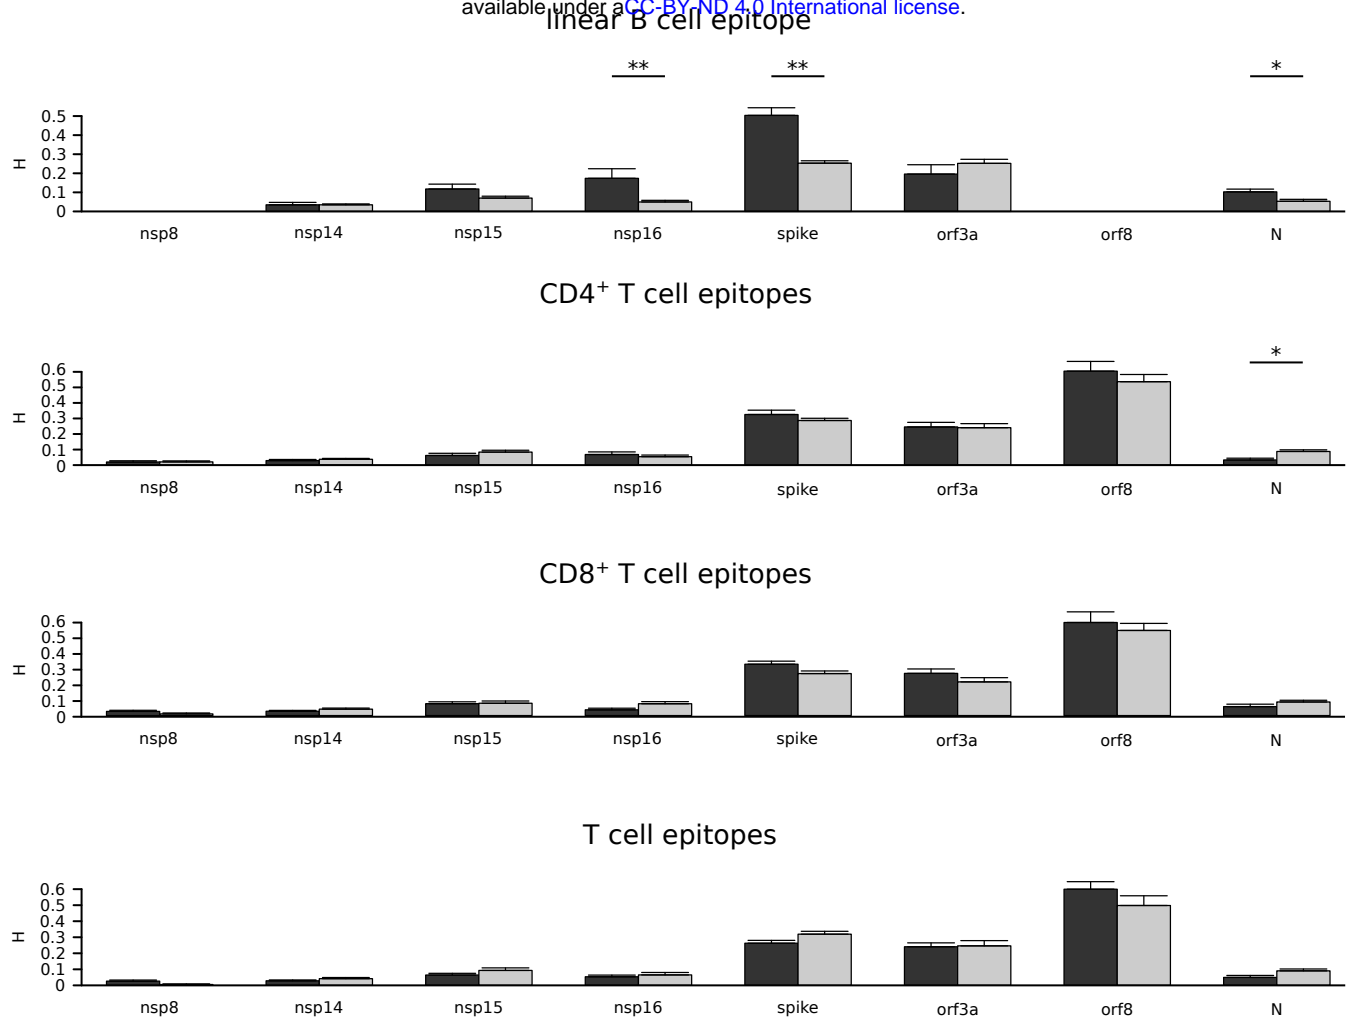 available under aCC-BY-ND 4.0 International license.
linear B cell epitope
** ** *
0.5
0.4
0.3
0.2
0.1
0
H
nsp8 nsp14 nsp15 nsp16 spike orf3a orf8 N
CD4+ T cell epitopes
*
0.6
0.5
0.4
0.3
0.2
0.1
0
H
nsp8 nsp14 nsp15 nsp16 spike orf3a orf8 N
CD8+ T cell epitopes
0.6
0.5
0.4
0.3
0.2
0.1
0
H
nsp8 nsp14 nsp15 nsp16 spike orf3a orf8 N
T cell epitopes
0.6
0.5
0.4
0.3
0.2
0.1
0
H
nsp8 nsp14 nsp15 nsp16 spike orf3a orf8 N